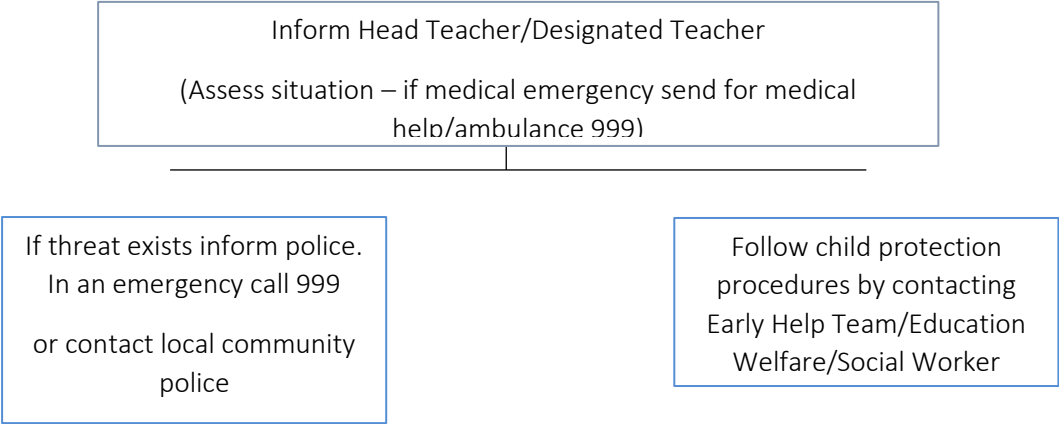 Inform Head Teacher/Designated Teacher
(Assess situation – if medical emergency send for medical
help/ambulance 999)
If threat exists inform police.
In an emergency call 999
or contact local community
police
Follow child protection
procedures by contacting
Early Help Team/Education
Welfare/Social Worker